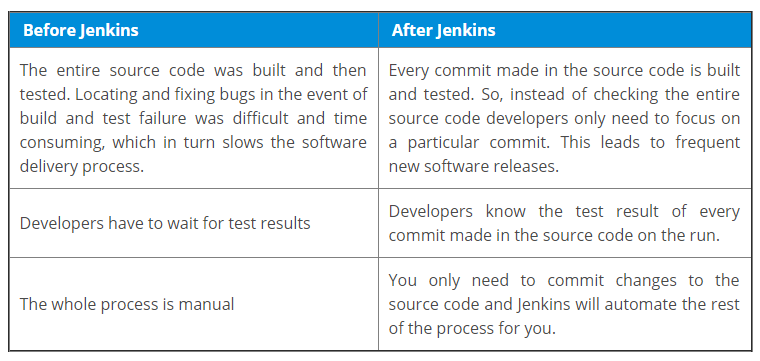 Before Jenkins
After Jenkins
The entire source code was built and then
tested. Locating and fixing bugs in the event of
build and test failure was difficult and time
consuming, which in turn slows the software
delivery process.
Every commit made in the source code is built
and tested. So, instead of checking the entire
source code developers only need to focus on
a particular commit. This leads to frequent
new software releases.
Developers have to wait for test results
Developers know the test result of every
commit made in the source code on the run.
The whole process is manual
You only need to commit changes to the
source code and Jenkins will automate the rest
of the process for you.